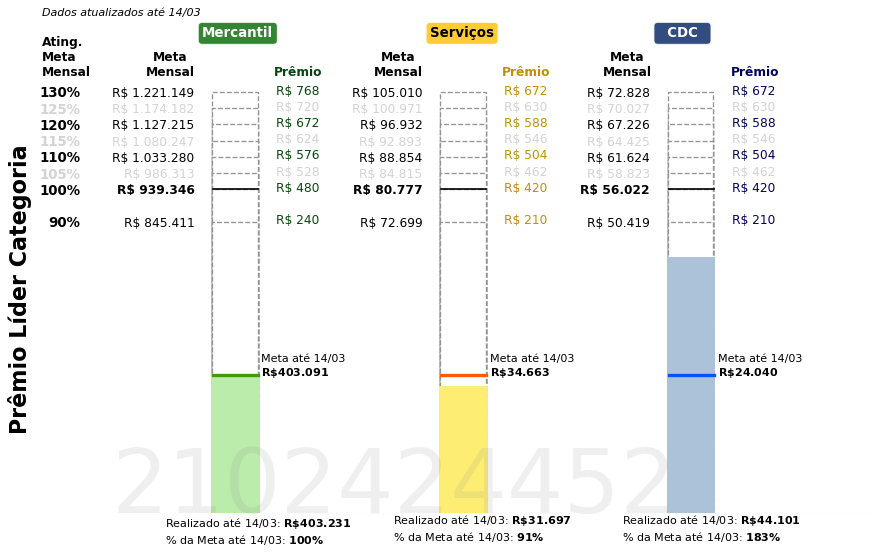 Dados atualizados até 14/03
Mercantil Serviços CDC
Ating. Meta Mensal
Meta Mensal Prêmio Meta Mensal Prêmio Meta Mensal Prêmio
130% R$ 1.221.149 R$ 768 R$ 105.010 R$ 672 R$ 72.828 R$ 672
125% R$ 1.174.182 R$ 720 R$ 100.971 R$ 630 R$ 70.027 R$ 630
120% R$ 1.127.215 R$ 672 R$ 96.932 R$ 588 R$ 67.226 R$ 588
115% R$ 1.080.247 R$ 624 R$ 92.893 R$ 546 R$ 64.425 R$ 546
110% R$ 1.033.280 R$ 576 R$ 88.854 R$ 504 R$ 61.624 R$ 504
105% R$ 986.313 R$ 528 R$ 84.815 R$ 462 R$ 58.823 R$ 462
100% R$ 939.346 R$ 480 R$ 80.777 R$ 420 R$ 56.022 R$ 420
90% R$ 845.411 R$ 240 R$ 72.699 R$ 210 R$ 50.419 R$ 210
Prêmio Líder Categoria
Meta até 14/03 Meta até 14/03 Meta até 14/03
R$403.091 R$34.663 R$24.040
2102424452
Realizado até 14/03: R$403.231 Realizado até 14/03: R$31.697 Realizado até 14/03: R$44.101
% da Meta até 14/03: 100% % da Meta até 14/03: 91% % da Meta até 14/03: 183%